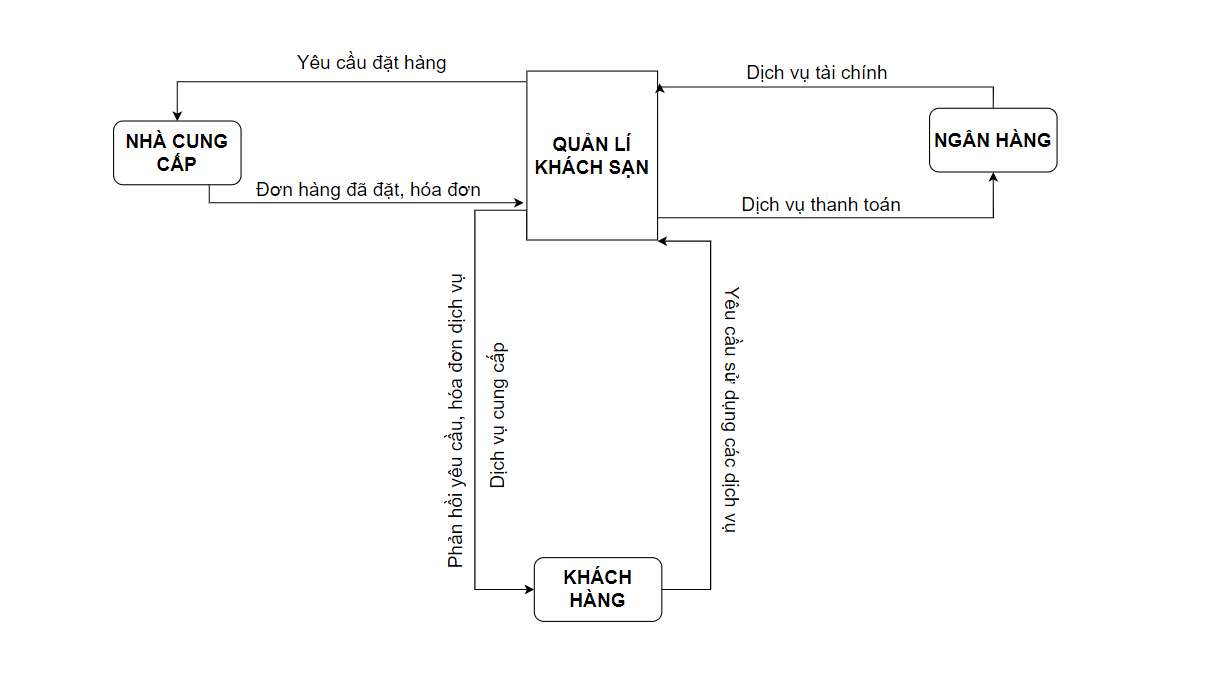 Yêu cầu đặt hàng
Dịch vụ tài chính
NHÀ CUNG
CẤP
QUẢN LÍ
KHÁCH SẠN
NGÂN HÀNG
Đơn hàng đã đặt, hóa đơn
Dịch vụ thanh toán
Phản hồi yêu cầu, hóa đơn dịch vụ
Dịch vụ cung cấp
Yêu cầu sử dụng các dịch vụ
KHÁCH
HÀNG